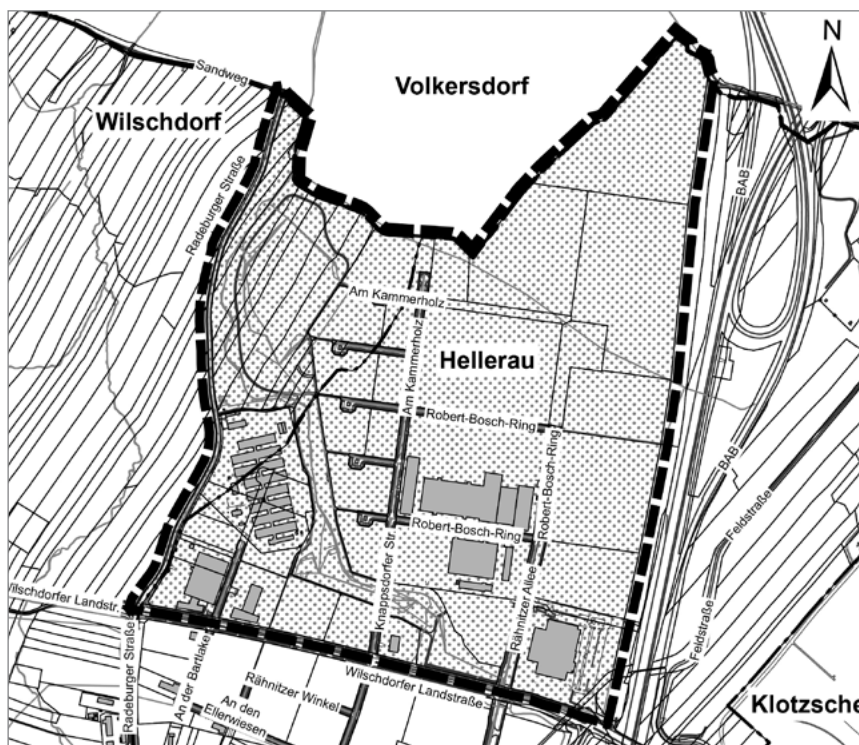 N
Sandweg
Volkersdorf
Wilschdorf
Radeburger Straße
BAB
Am Kammerholz
Am Kammerholz
Hellerau
Robert-Bosch-Ring
Robert-Bosch-Ring
BAB
Feldstraße
Robert-Bosch-Ring
Knappsdorfer Str.
Rähnitzer Allee
Wilschdorfer Landstr.
Feldstraße
Radeburger Straße
An der Bartlake
Rähnitzer Winkel
Wilschdorfer Landstraße
An den
Ellerwiesen
Klotzsche